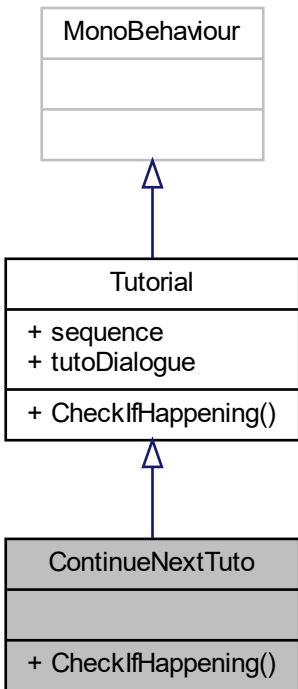 MonoBehaviour
Tutorial
+ sequence
+ tutoDialogue
+ CheckIfHappening()
ContinueNextTuto
+ CheckIfHappening()